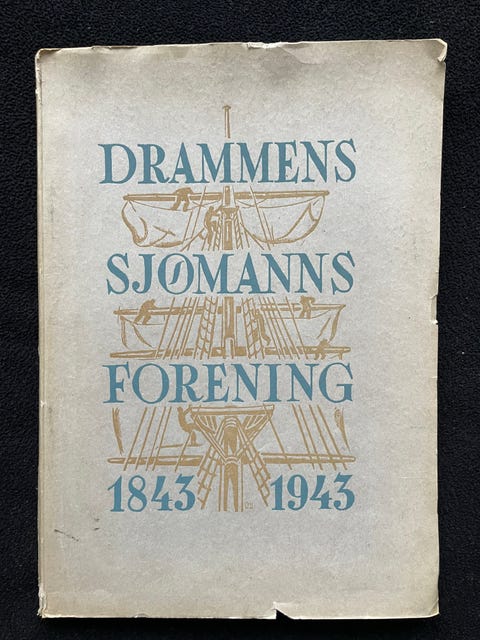 DRAMMENS
SJØMANNS
FORENING
1843 1943